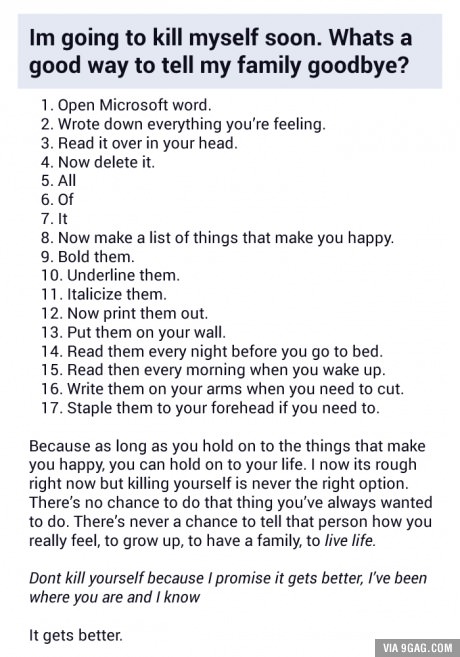 Im going to kill myself soon. Whats a
good way to tell my family goodbye?
1. Open Microsoft word.
2. Wrote down everything you're feeling.
3. Read it over in your head.
4. Now delete it.
5. All
6. Of
7. It
8. Now make a list of things that make you happy.
9. Bold them.
10. Underline them.
11. Italicize them.
12. Now print them out.
13. Put them on your wall.
14. Read them every night before you go to bed.
15. Read then every morning when you wake up.
16. Write them on your arms when you need to cut.
17. Staple them to your forehead if you need to.
Because as long as you hold on to the things that make
you happy, you can hold on to your life. I now its rough
right now but killing yourself is never the right option.
There's no chance to do that thing you've always wanted
to do. There's never a chance to tell that person how you
really feel, to grow up, to have a family, to live life.
Dont kill yourself because I promise it gets better, I've been
where you are and I know
It gets better.
VIA 9GAG.COM